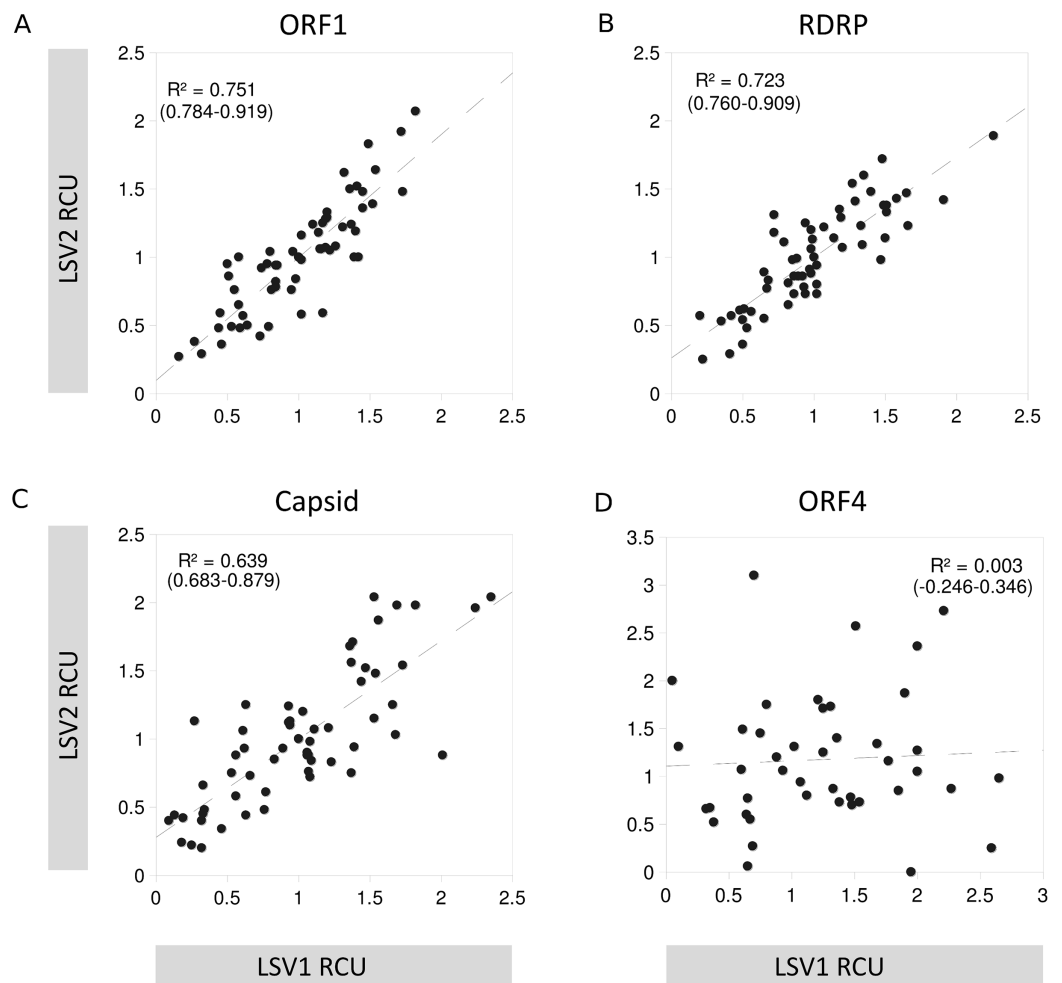 A
ORF1
R² = 0.751
(0.784-0.919)
2.5
2
1.5
1
0.5
0
0 0.5 1 1.5 2 2.5
LSV2 RCU
B
RDRP
R² = 0.723
(0.760-0.909)
2.5
2
1.5
1
0.5
0
0 0.5 1 1.5 2 2.5
C
Capsid
R² = 0.639
(0.683-0.879)
2.5
2
1.5
1
0.5
0
0 0.5 1 1.5 2 2.5
LSV2 RCU
LSV1 RCU
D
ORF4
R² = 0.003
(-0.246-0.346)
3.5
3
2.5
2
1.5
1
0.5
0
0 0.5 1 1.5 2 2.5 3
LSV1 RCU